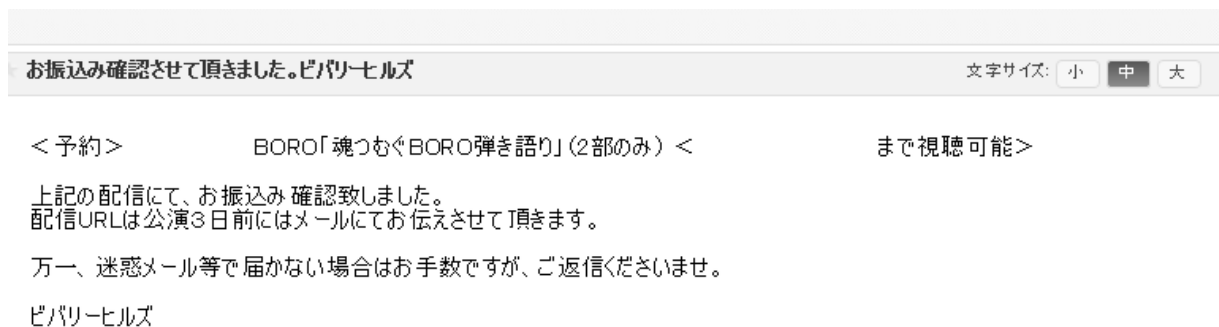 お振込み確認させて頂きました。ビバリーヒルズ
文字サイズ: 小 中 大
＜予約＞ BORO「魂つむぐBORO弾き語り」(2部のみ) ＜ まで視聴可能＞
上記の配信にて、お振込み確認致しました。
配信URLは公演3日前にはメールにてお伝えさせて頂きます。
万一、迷惑メール等で届かない場合はお手数ですが、ご返信くださいませ。
ビバリーヒルズ